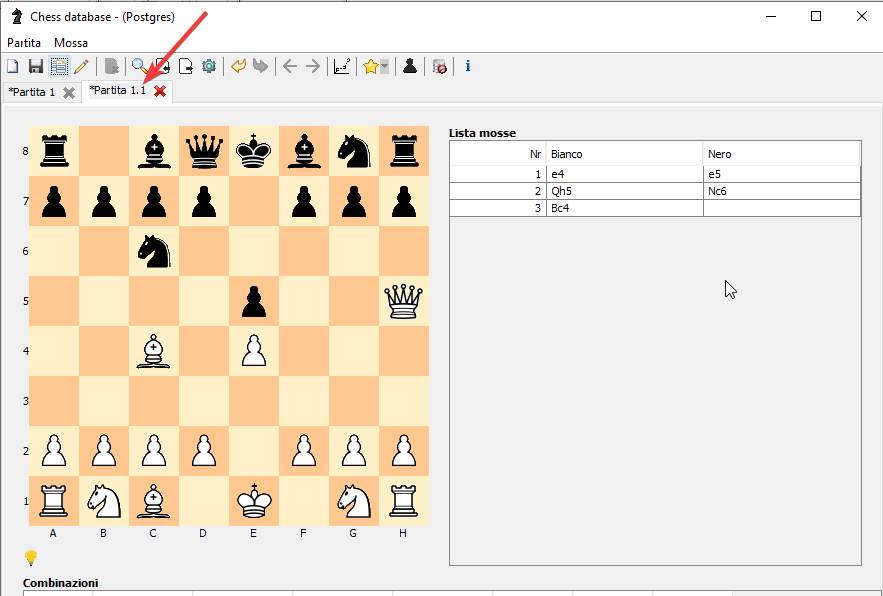 Chess database - (Postgres)
Partita Mossa
*Partita 1 *Partita 1.1
Lista mosse
Nr Bianco Nero
1 e4 e5
2 Qh5 Nc6
3 Bc4
8
7
6
5
4
3
2
1
A B C D E F G H
Combinazioni